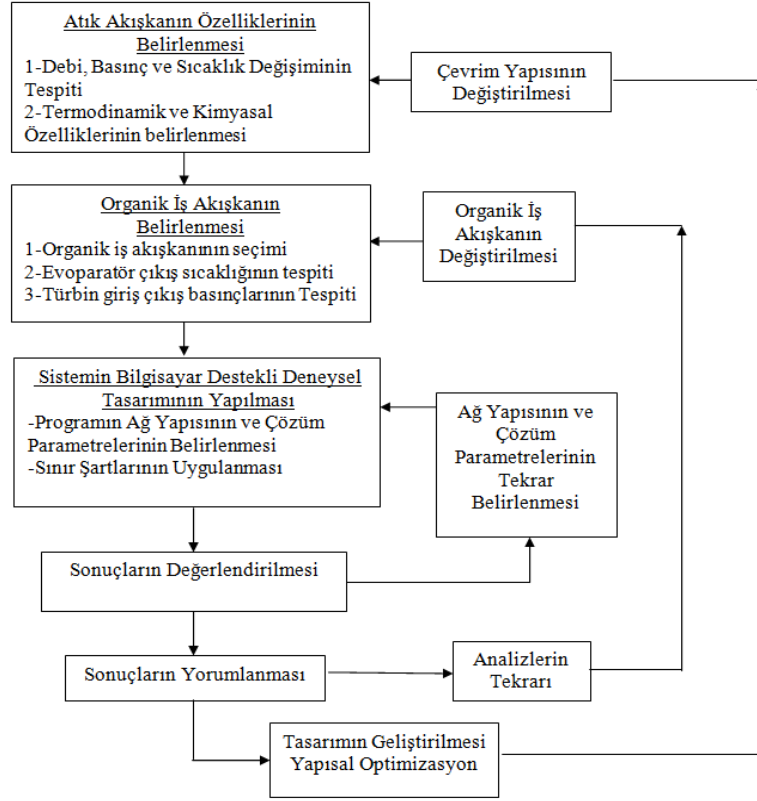 Atık Akışkanın Özelliklerinin
Belirlenmesi
1-Debi, Basınç ve Sıcaklık Değişiminin
Tespiti
2-Termodinamik ve Kimyasal
Özelliklerinin belirlenmesi
Çevrim Yapısının
Değiştirilmesi
Organik İş Akışkanın
Belirlenmesi
1-Organik iş akışkanının seçimi
2-Evoparatör çıkış sıcaklığının tespiti
3-Türbin giriş çıkış basınçlarının Tespiti
Organik İş
Akışkanın
Değiştirilmesi
Sistemin Bilgisayar Destekli Deneysel
Tasarımının Yapılması
-Programın Ağ Yapısının ve Çözüm
Parametrelerinin Belirlenmesi
-Sınır Şartlarının Uygulanması
Ağ Yapısının ve
Çözüm
Parametrelerinin
Tekrar
Belirlenmesi
Sonuçların Değerlendirilmesi
Sonuçların Yorumlanması
Analizlerin
Tekrarı
Tasarımın Geliştirilmesi
Yapısal Optimizasyon